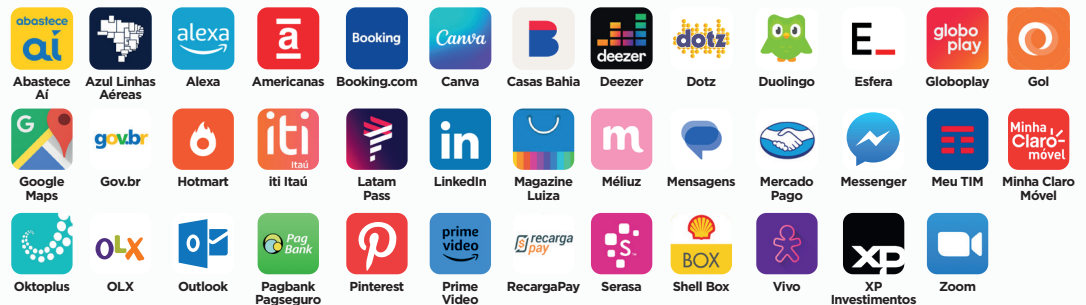 abastece
aí
alexa
a
Booking
Canva
B
deezer
dotz
E_
globo
play
Abastece
Aí
Azul Linhas
Aéreas
Alexa
Americanas
Booking.com
Canva
Casas Bahia
Deezer
Dotz
Duolingo
Esfera
Globoplay
Gol
G
gov.br
iti
Itaú
in
m
Minha
Claro-
móvel
Google
Maps
Gov.br
Hotmart
iti Itaú
Latam
Pass
LinkedIn
Magazine
Luiza
Méliuz
Mensagens
Mercado
Pago
Messenger
Meu TIM
Minha Claro
Móvel
OLX
O
Pag
Bank
P
prime
video
recarga
pay
S
BOX
XP
Oktoplus
OLX
Outlook
Pagbank
Pagseguro
Pinterest
Prime
Video
RecargaPay
Serasa
Shell Box
Vivo
XP
Investimentos
Zoom